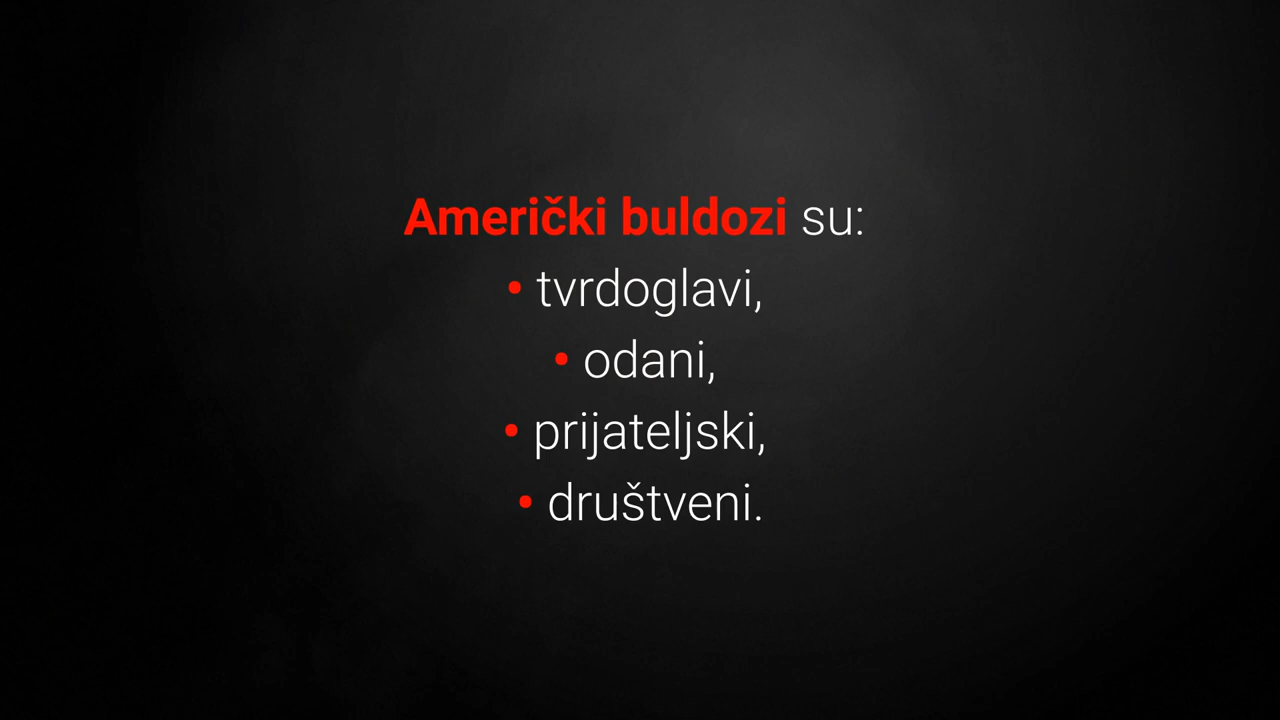 Američki buldozi su:
• tvrdoglavi,
• odani,
• prijateljski,
• društveni.